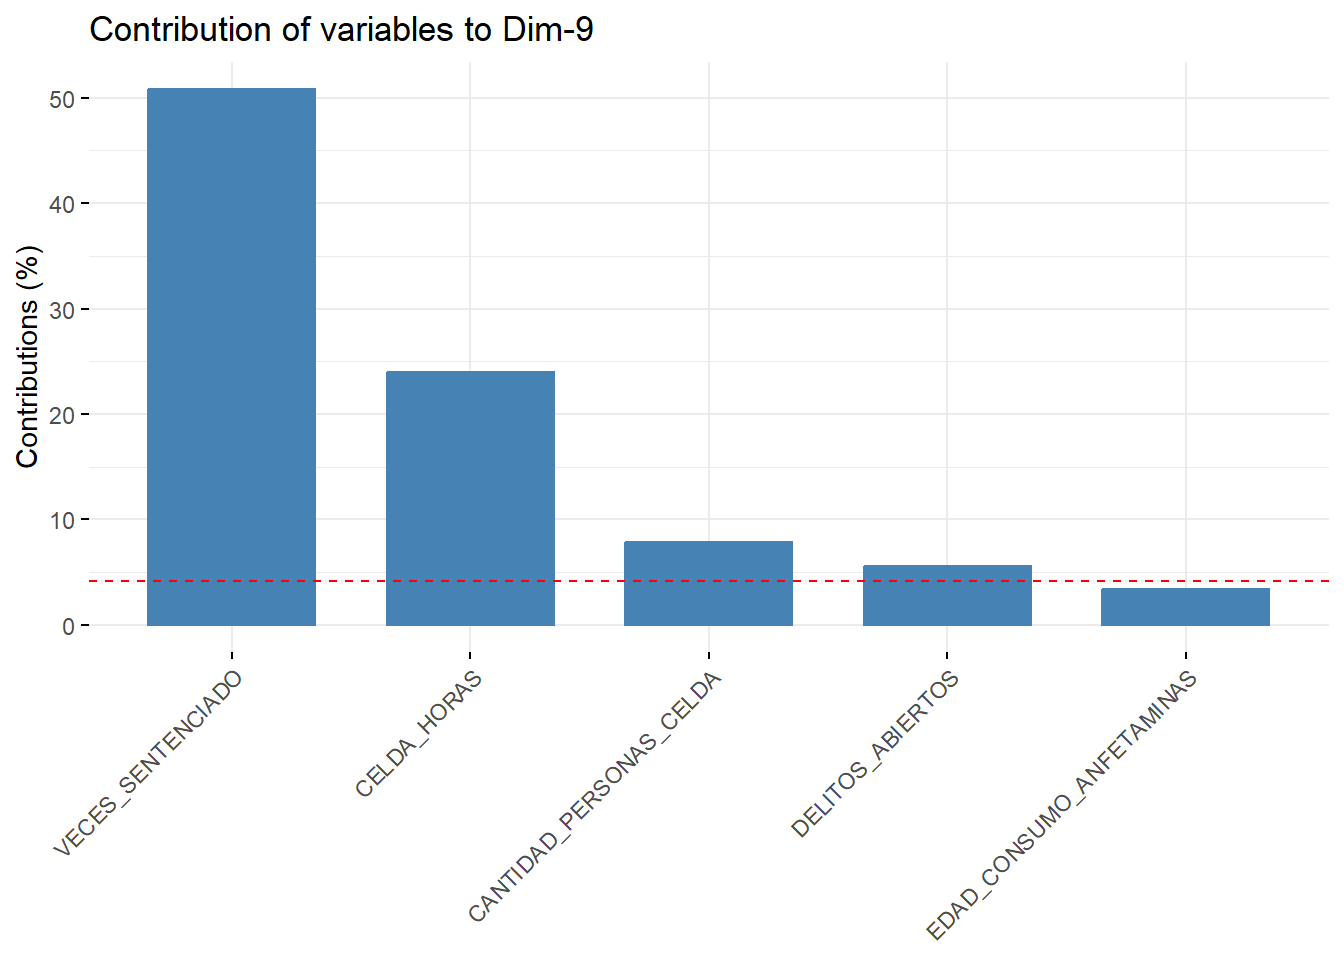 Contribution of variables to Dim-9
Contributions (%)
50
40
30
20
10
0
VECES_SENTENCIADO
CELDA_HORAS
CANTIDAD_PERSONAS_CELDA
DELITOS_ABIERTOS
EDAD_CONSUMO_ANFETAMINAS